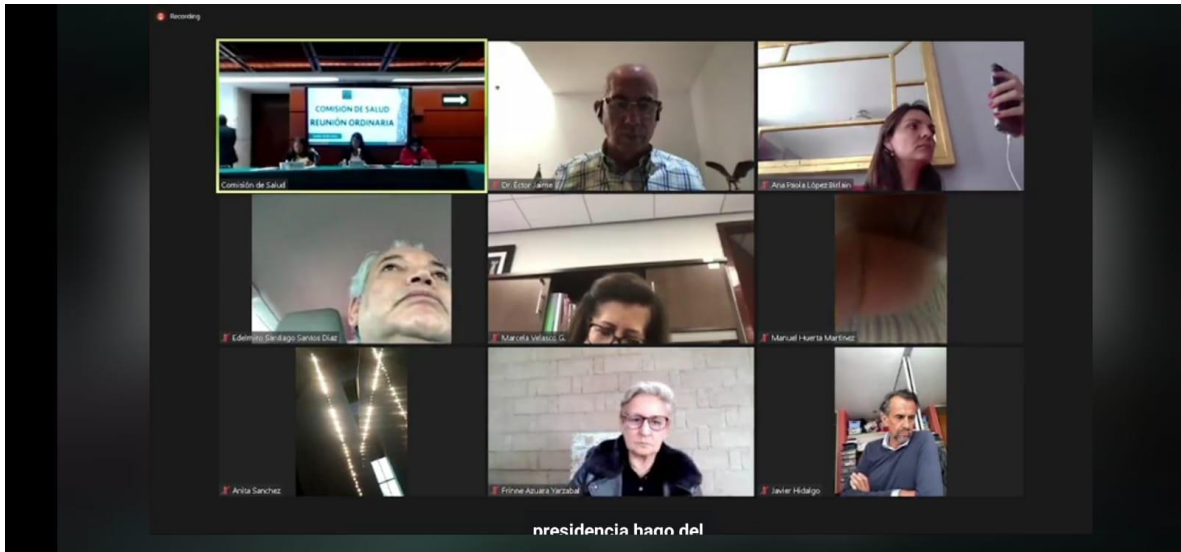 Recording
COMISIÓN DE SALUD
REUNIÓN ORDINARIA
Comisión de Salud
Dr. Éctor Jaime
Ana Paola López Birlain
Edelmiro Santiago Santos Díaz
Marcela Velasco G.
Manuel Huerta Martínez
Anita Sanchez
Frinne Azuara Yarzabal
Javier Hidalgo
presidencia hago del